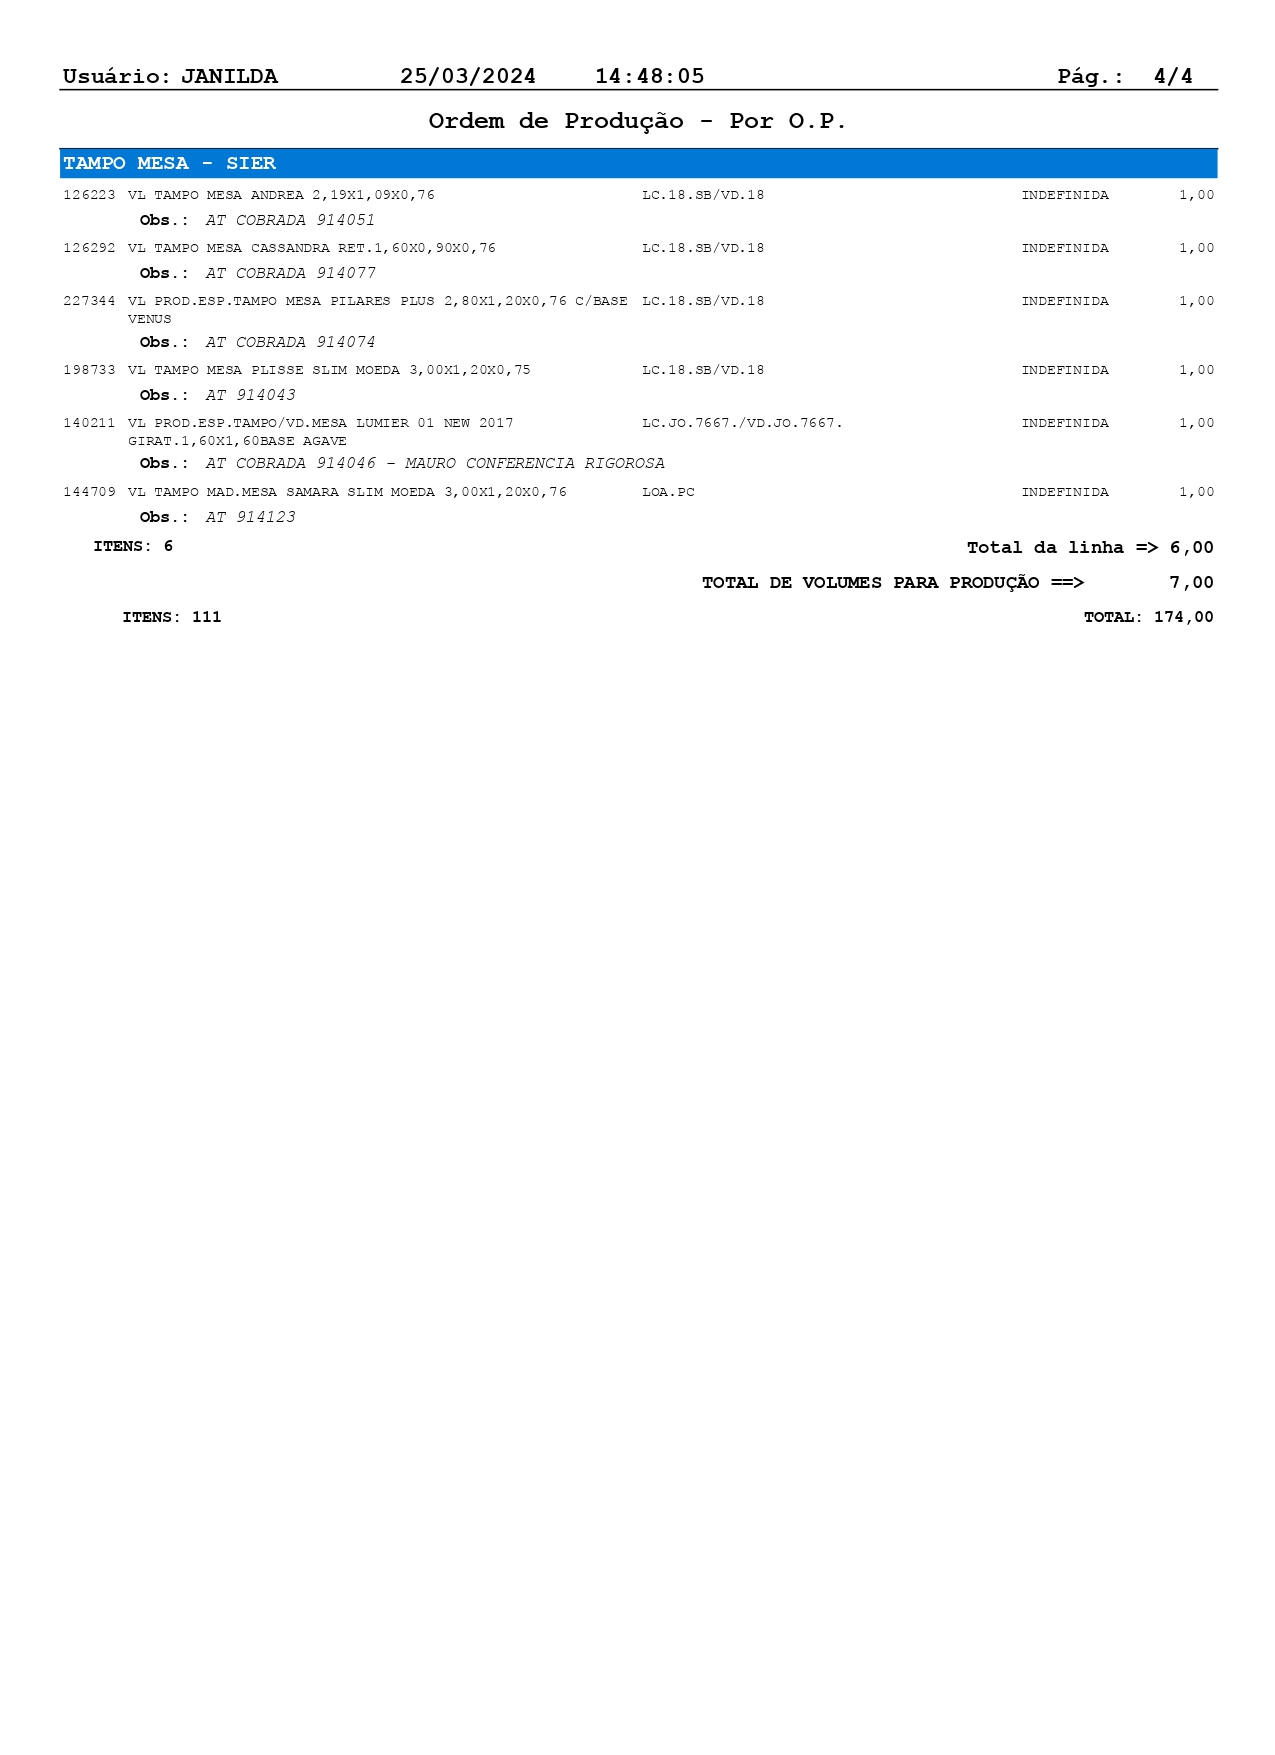 Usuário: JANILDA 25/03/2024 14:48:05 Pág.: 4/4
Ordem de Produção - Por O.P.
TAMPO MESA - SIER
126223 VL TAMPO MESA ANDREA 2,19X1,09X0,76 LC.18.SB/VD.18 INDEFINIDA 1,00
Obs.: AT COBRADA 914051
126292 VL TAMPO MESA CASSANDRA RET.1,60X0,90X0,76 LC.18.SB/VD.18 INDEFINIDA 1,00
Obs.: AT COBRADA 914077
227344 VL PROD.ESP.TAMPO MESA PILARES PLUS 2,80X1,20X0,76 C/BASE LC.18.SB/VD.18 INDEFINIDA 1,00
VENUS
Obs.: AT COBRADA 914074
198733 VL TAMPO MESA PLISSE SLIM MOEDA 3,00X1,20X0,75 LC.18.SB/VD.18 INDEFINIDA 1,00
Obs.: AT 914043
140211 VL PROD.ESP.TAMPO/VD.MESA LUMIER 01 NEW 2017 LC.JO.7667./VD.JO.7667. INDEFINIDA 1,00
GIRAT.1,60X1,60BASE AGAVE
Obs.: AT COBRADA 914046 - MAURO CONFERENCIA RIGOROSA
144709 VL TAMPO MAD.MESA SAMARA SLIM MOEDA 3,00X1,20X0,76 LOA.PC INDEFINIDA 1,00
Obs.: AT 914123
ITENS: 6 Total da linha => 6,00
TOTAL DE VOLUMES PARA PRODUÇÃO ==> 7,00
ITENS: 111 TOTAL: 174,00